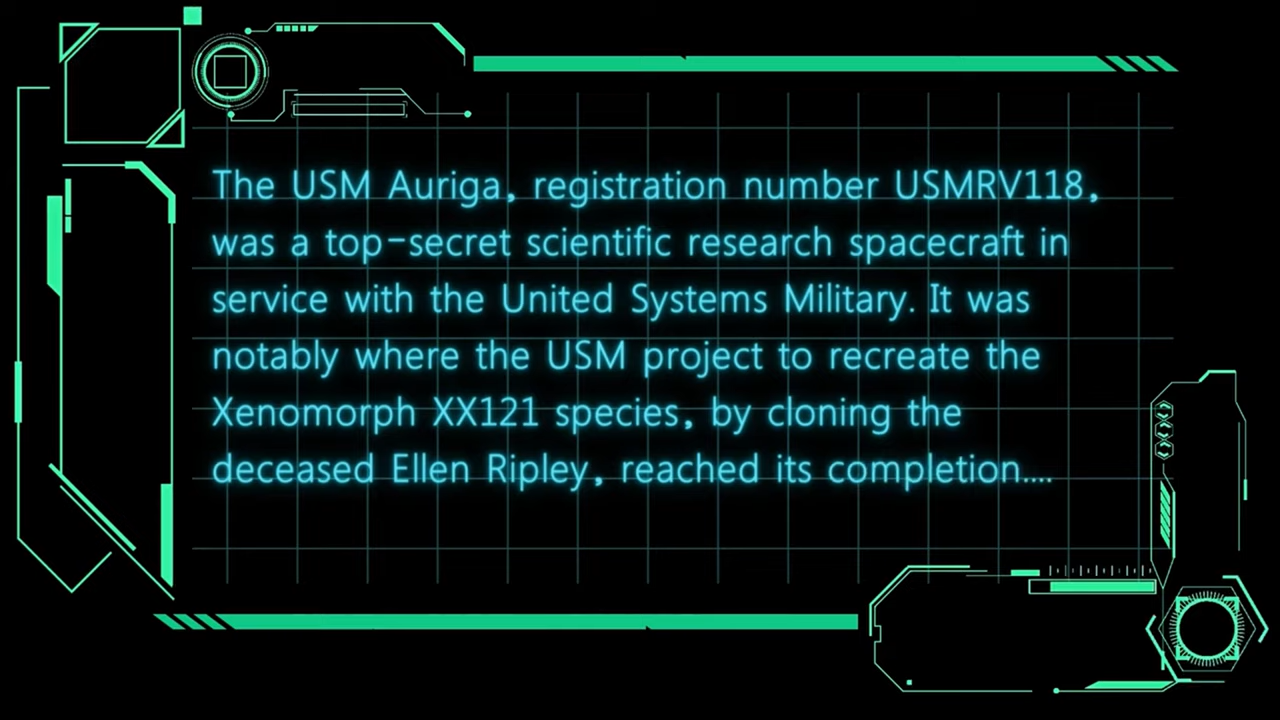 The USM Auriga, registration number USMRV118,
was a top-secret scientific research spacecraft in
service with the United Systems Military. It was
notably where the USM project to recreate the
Xenomorph XX121 species, by cloning the
deceased Ellen Ripley, reached its completion....